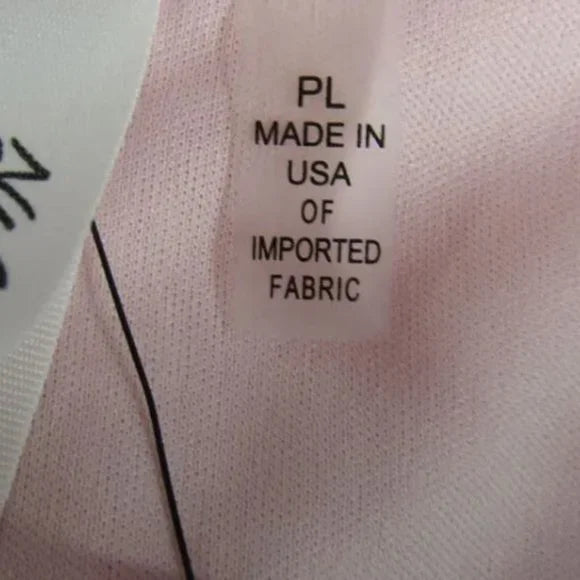 PL
MADE IN
USA
OF
IMPORTED
FABRIC